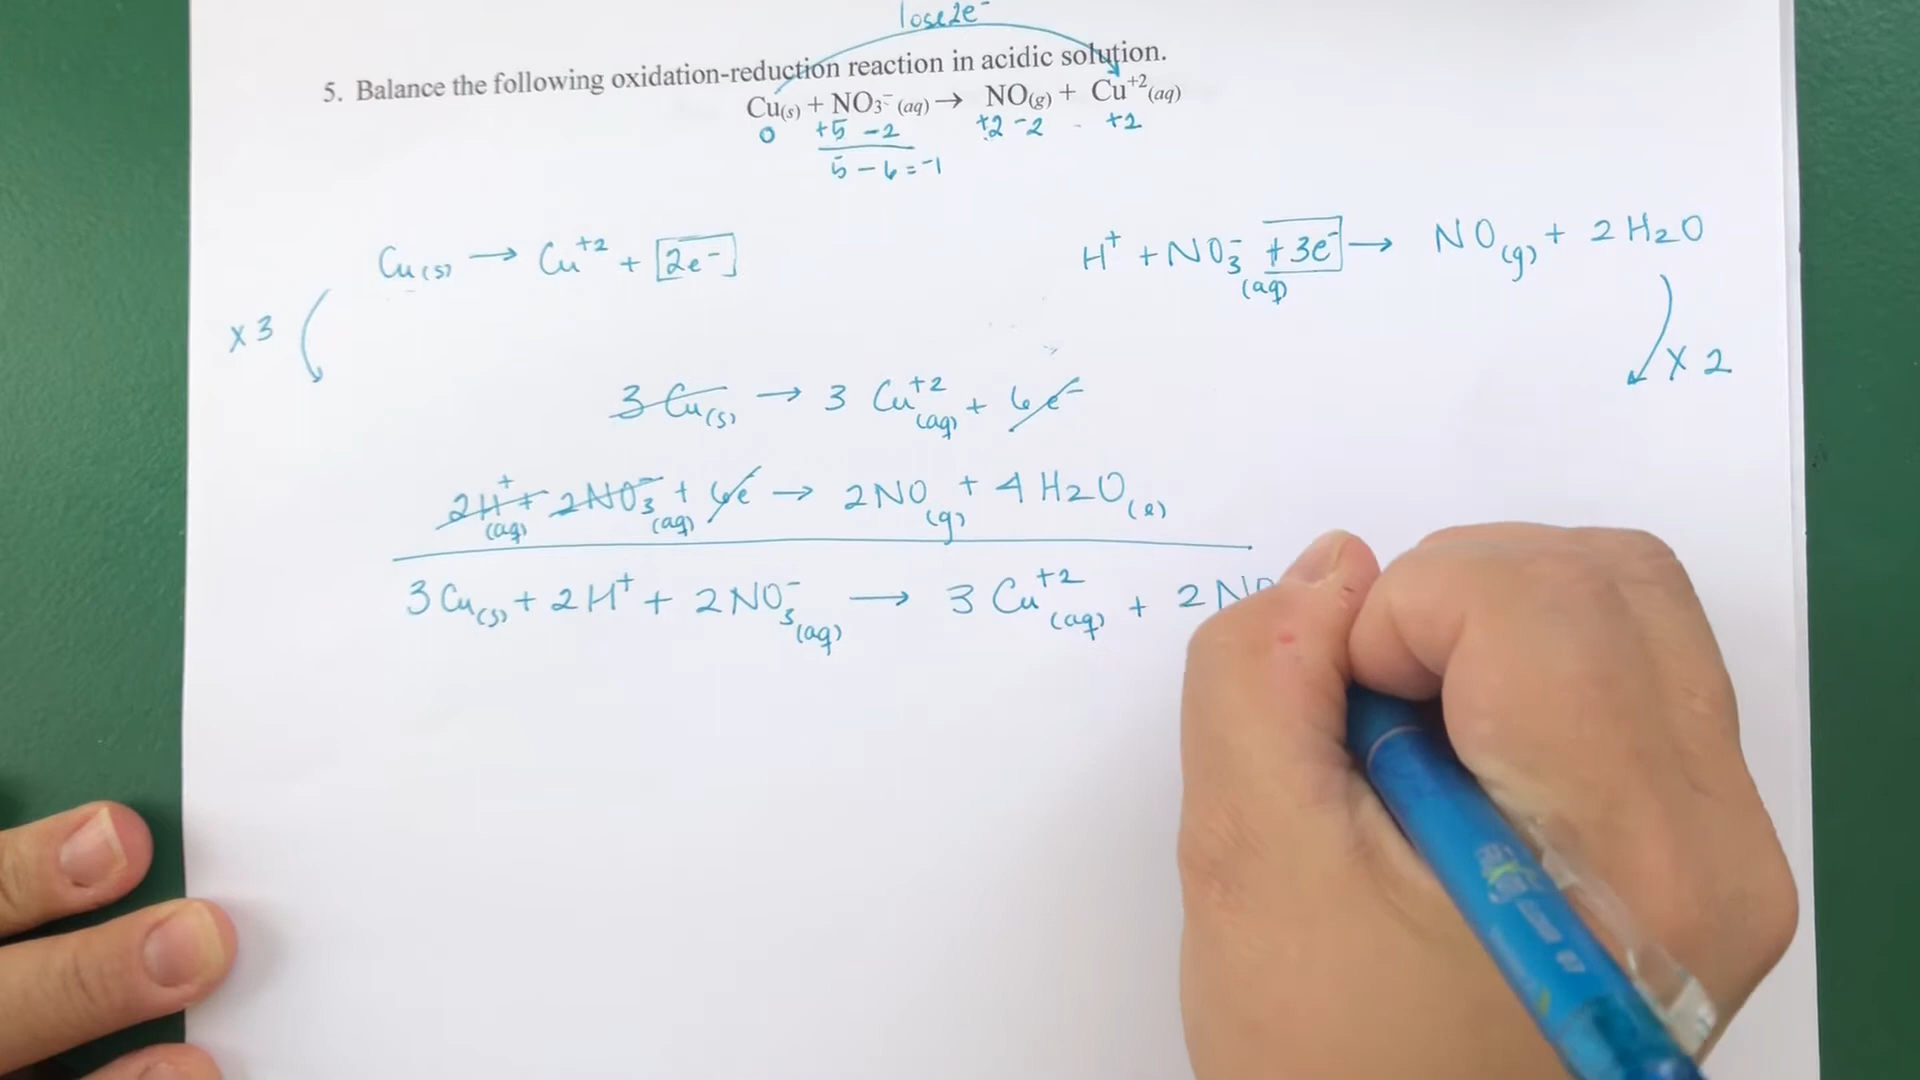 lose 2e⁻
5. Balance the following oxidation-reduction reaction in acidic solution.
Cu(s) + NO₃⁻ (aq) → NO(g) + Cu⁺²(aq)
0 +5 -2 +2 -2 +2
5 - 6 = -1
Cu(s) → Cu⁺² + 2e⁻
H⁺ + NO₃⁻(aq) + 3e⁻ → NO(g) + 2H₂O
x 3
x 2
3 Cu(s) → 3 Cu⁺²(aq) + 6e⁻
2H⁺(aq) + 2NO₃⁻(aq) + 6e → 2NO(g) + 4H₂O(l)
3Cu(s) + 2H⁺ + 2NO₃⁻(aq) → 3 Cu⁺²(aq) + 2NO